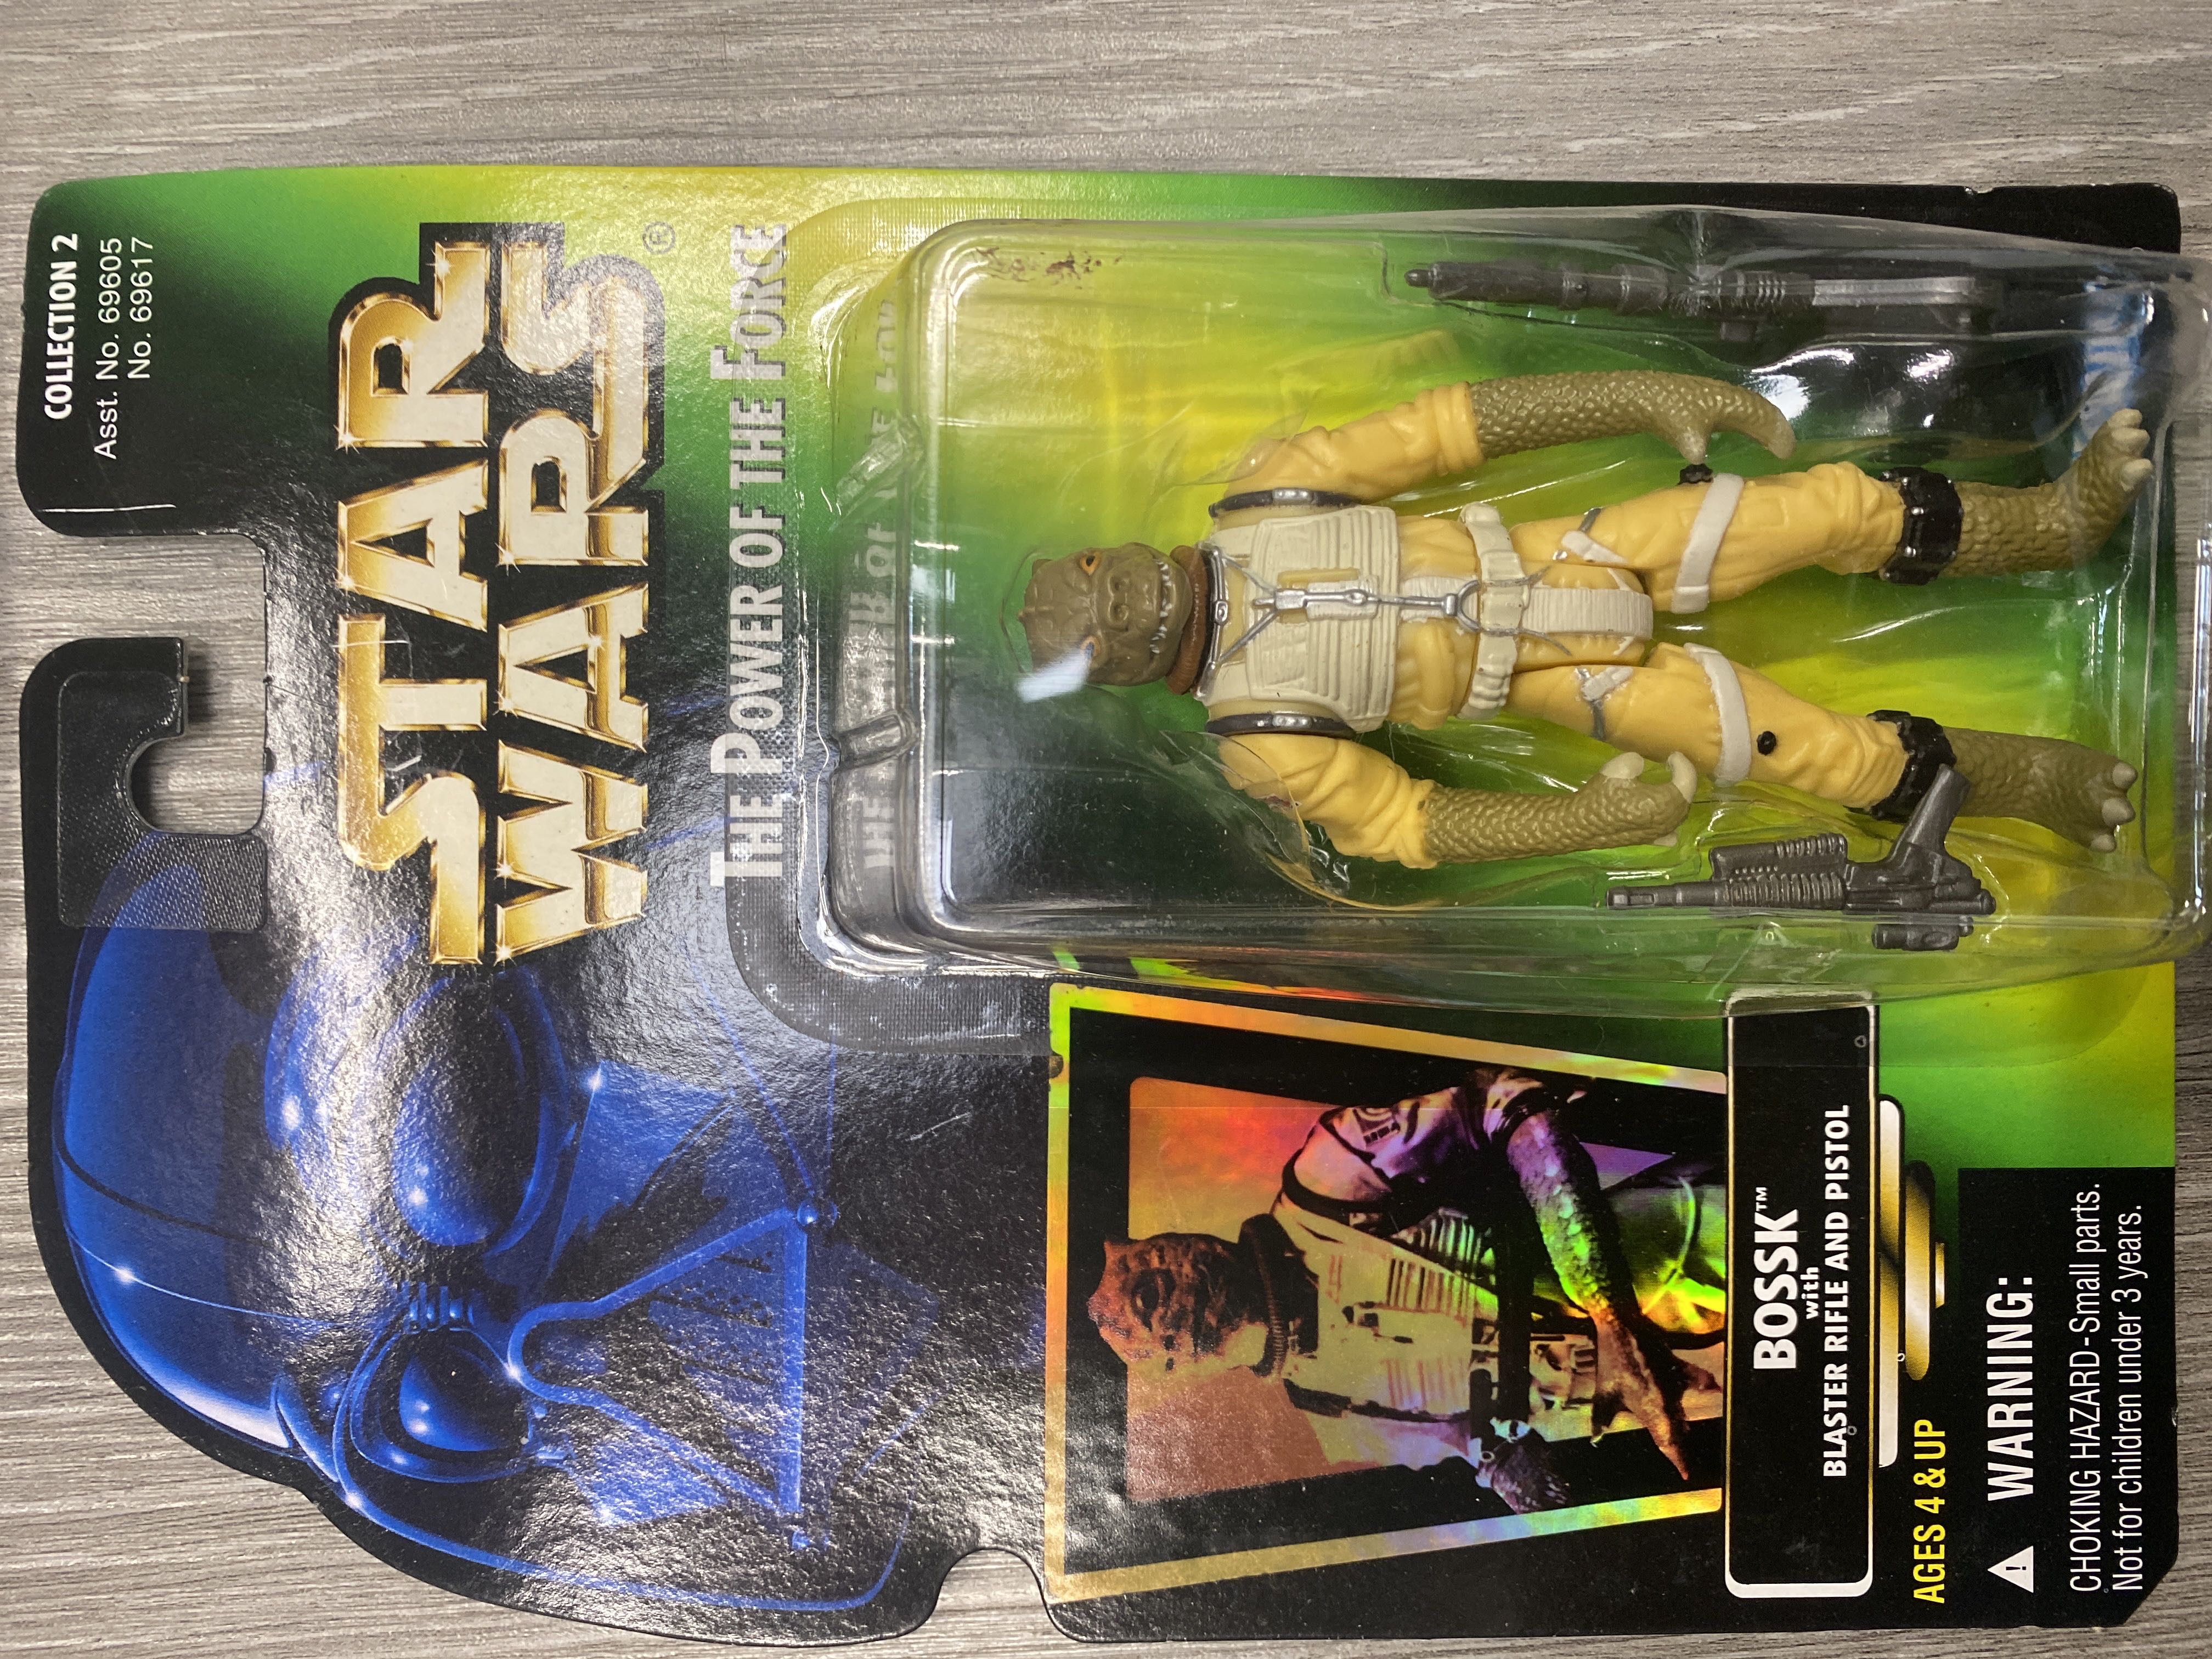 COLLECTION 2
Asst. No. 69605
No. 69617
STAR
WARS®
THE POWER OF THE FORCE
BOSSK™
with
BLASTER RIFLE AND PISTOL
AGES 4 & UP
WARNING:
CHOKING HAZARD-Small parts.
Not for children under 3 years.